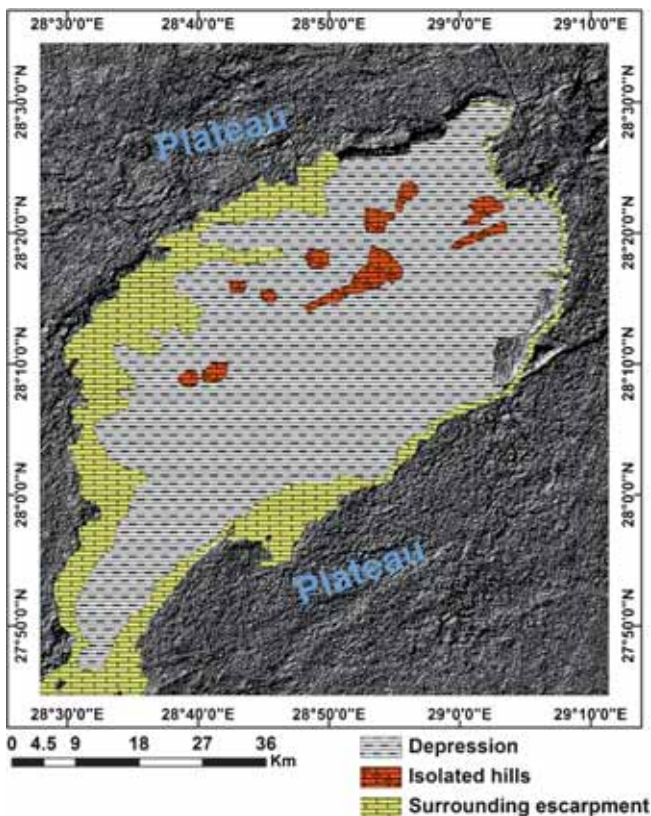 28°30'0"E 28°40'0"E 28°50'0"E 29°0'0"E 29°10'0"E
28°30'0"N
28°20'0"N
28°10'0"N
28°0'0"N
27°50'0"N
Plateau
Plateau
28°30'0"N
28°20'0"N
28°10'0"N
28°0'0"N
27°50'0"N
28°30'0"E 28°40'0"E 28°50'0"E 29°0'0"E 29°10'0"E
0 4.5 9 18 27 36
Km
Depression
Isolated hills
Surrounding escarpment